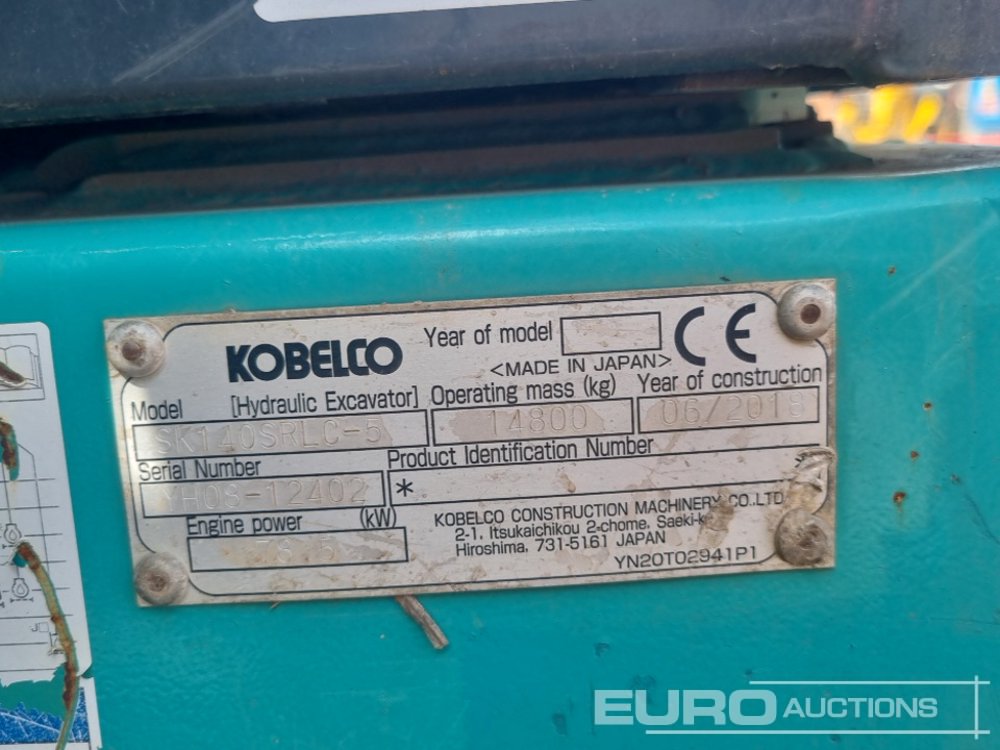 KOBELCO
Year of model
CE
<MADE IN JAPAN>
Model [Hydraulic Excavator]
Operating mass (kg)
Year of construction
SK140SRLC-5
14800
06/2018
Serial Number
Product Identification Number
YH08-12402
*
Engine power (kW)
KOBELCO CONSTRUCTION MACHINERY CO.,LTD
2-1, Itsukaichikou 2-chome, Saeki-k
Hiroshima, 731-5161 JAPAN
YN20T02941P1
EURO AUCTIONS